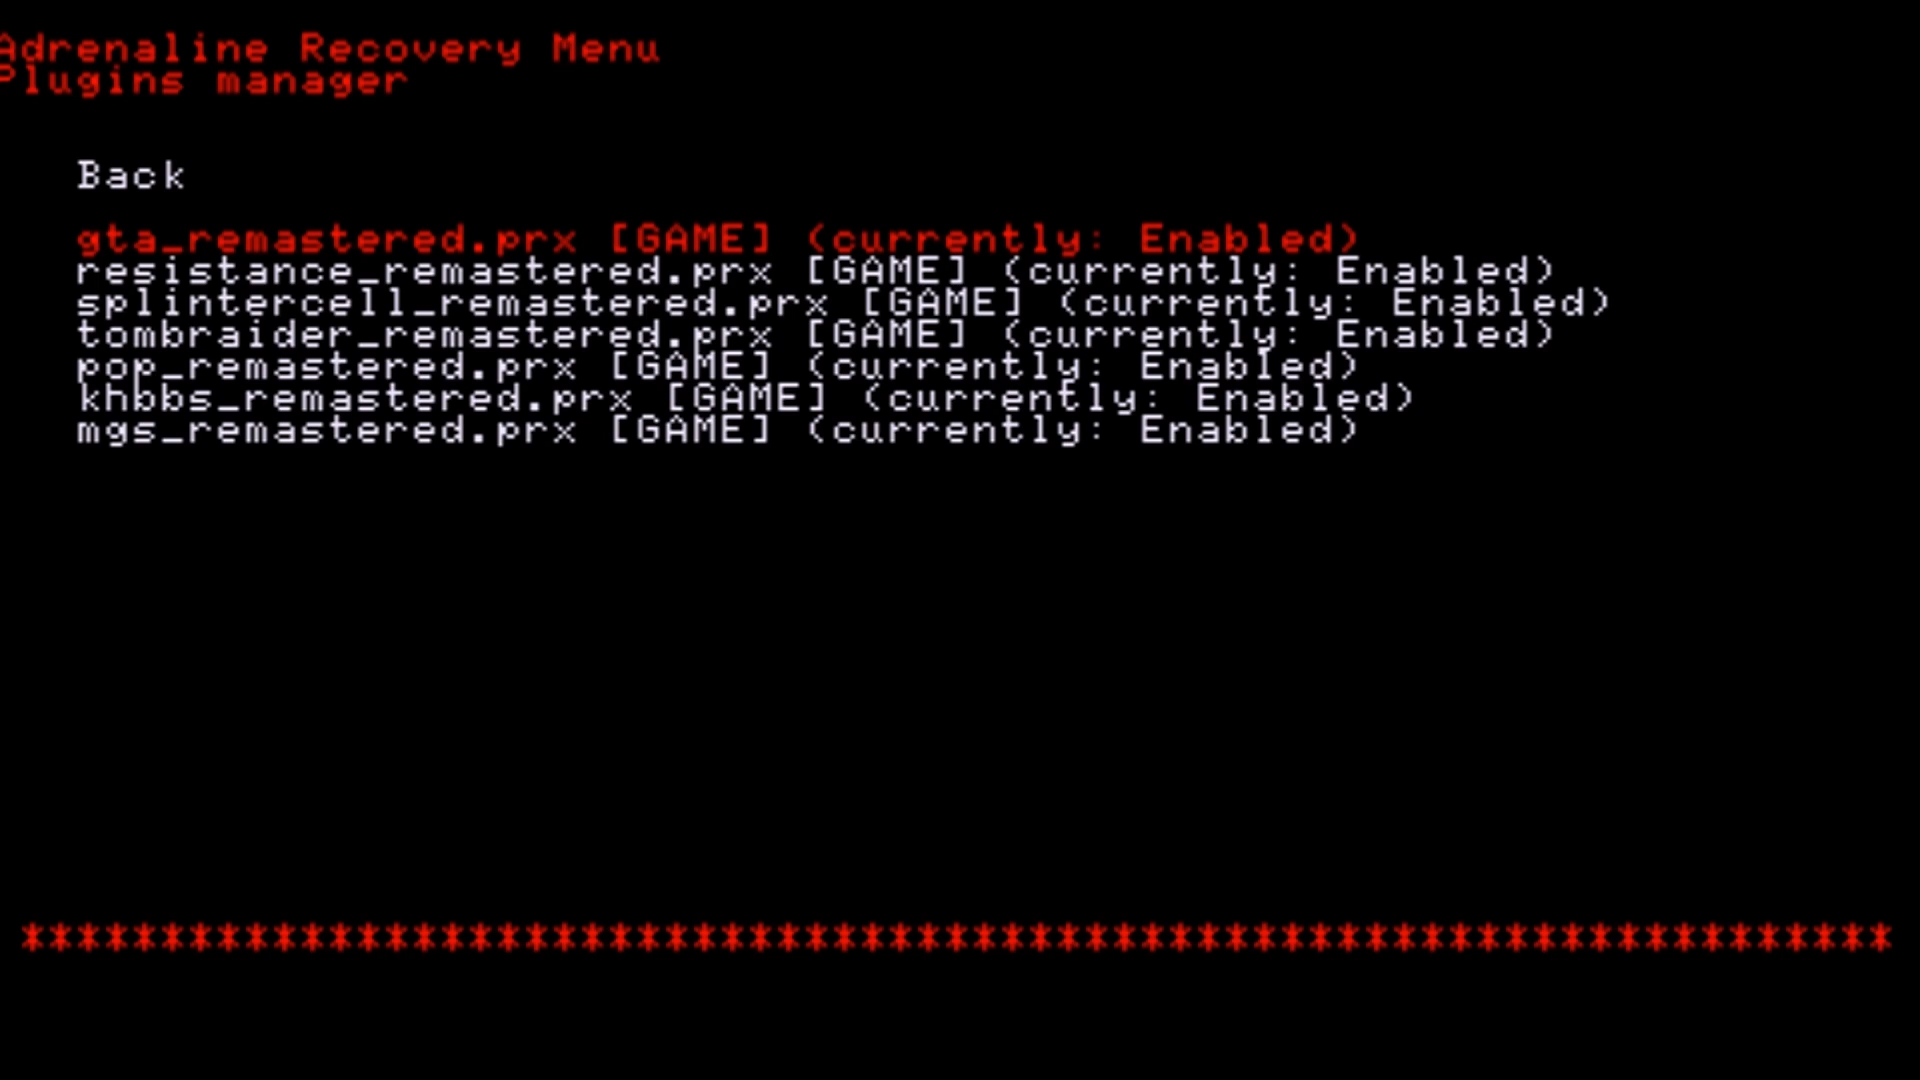 Adrenaline Recovery Menu
Plugins manager
Back
gta_remastered.prx [GAME] (currently: Enabled)
resistance_remastered.prx [GAME] (currently: Enabled)
splintercell_remastered.prx [GAME] (currently: Enabled)
tombraider_remastered.prx [GAME] (currently: Enabled)
pop_remastered.prx [GAME] (currently: Enabled)
khbbs_remastered.prx [GAME] (currently: Enabled)
mgs_remastered.prx [GAME] (currently: Enabled)
*******************************************************************